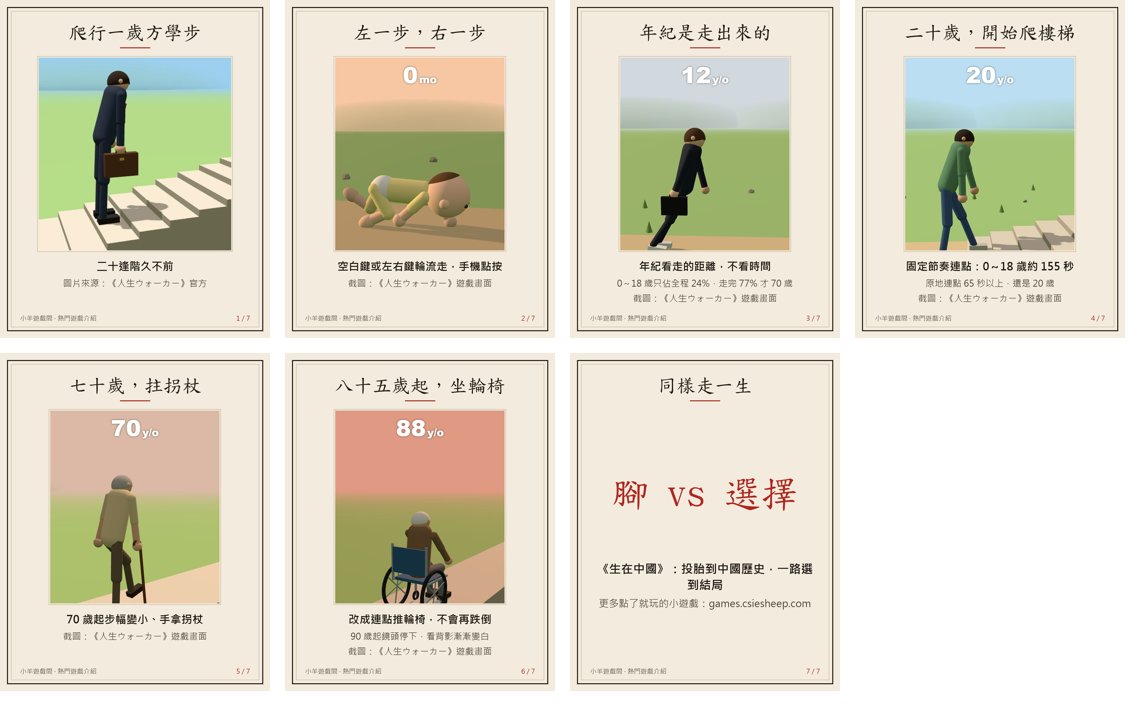 爬行一歲方學步
二十逢階久不前
圖片來源：《人生ウォーカー》官方
小羊遊戲間 · 熱門遊戲介紹
1 / 7
左一步，右一步
0 mo
空白鍵或左右鍵輪流走 · 手機點按
截圖：《人生ウォーカー》遊戲畫面
小羊遊戲間 · 熱門遊戲介紹
2 / 7
年紀是走出來的
12 y/o
年紀看走的距離，不看時間
0～18 歲只佔全程 24% · 走完 77% 才 70 歲
截圖：《人生ウォーカー》遊戲畫面
小羊遊戲間 · 熱門遊戲介紹
3 / 7
二十歲，開始爬樓梯
20 y/o
固定節奏連點：0～18 歲約 155 秒
原地連點 65 秒以上，還是 20 歲
截圖：《人生ウォーカー》遊戲畫面
小羊遊戲間 · 熱門遊戲介紹
4 / 7
七十歲，拄拐杖
70 y/o
70 歲起步幅變小、手拿拐杖
截圖：《人生ウォーカー》遊戲畫面
小羊遊戲間 · 熱門遊戲介紹
5 / 7
八十五歲起，坐輪椅
88 y/o
改成連點推輪椅，不會再跌倒
90 歲起鏡頭停下，看背影漸漸變白
截圖：《人生ウォーカー》遊戲畫面
小羊遊戲間 · 熱門遊戲介紹
6 / 7
同樣走一生
腳 vs 選擇
《生在中國》：投胎到中國歷史，一路選
到結局
更多點了就玩的小遊戲：games.csiesheep.com
小羊遊戲間 · 熱門遊戲介紹
7 / 7